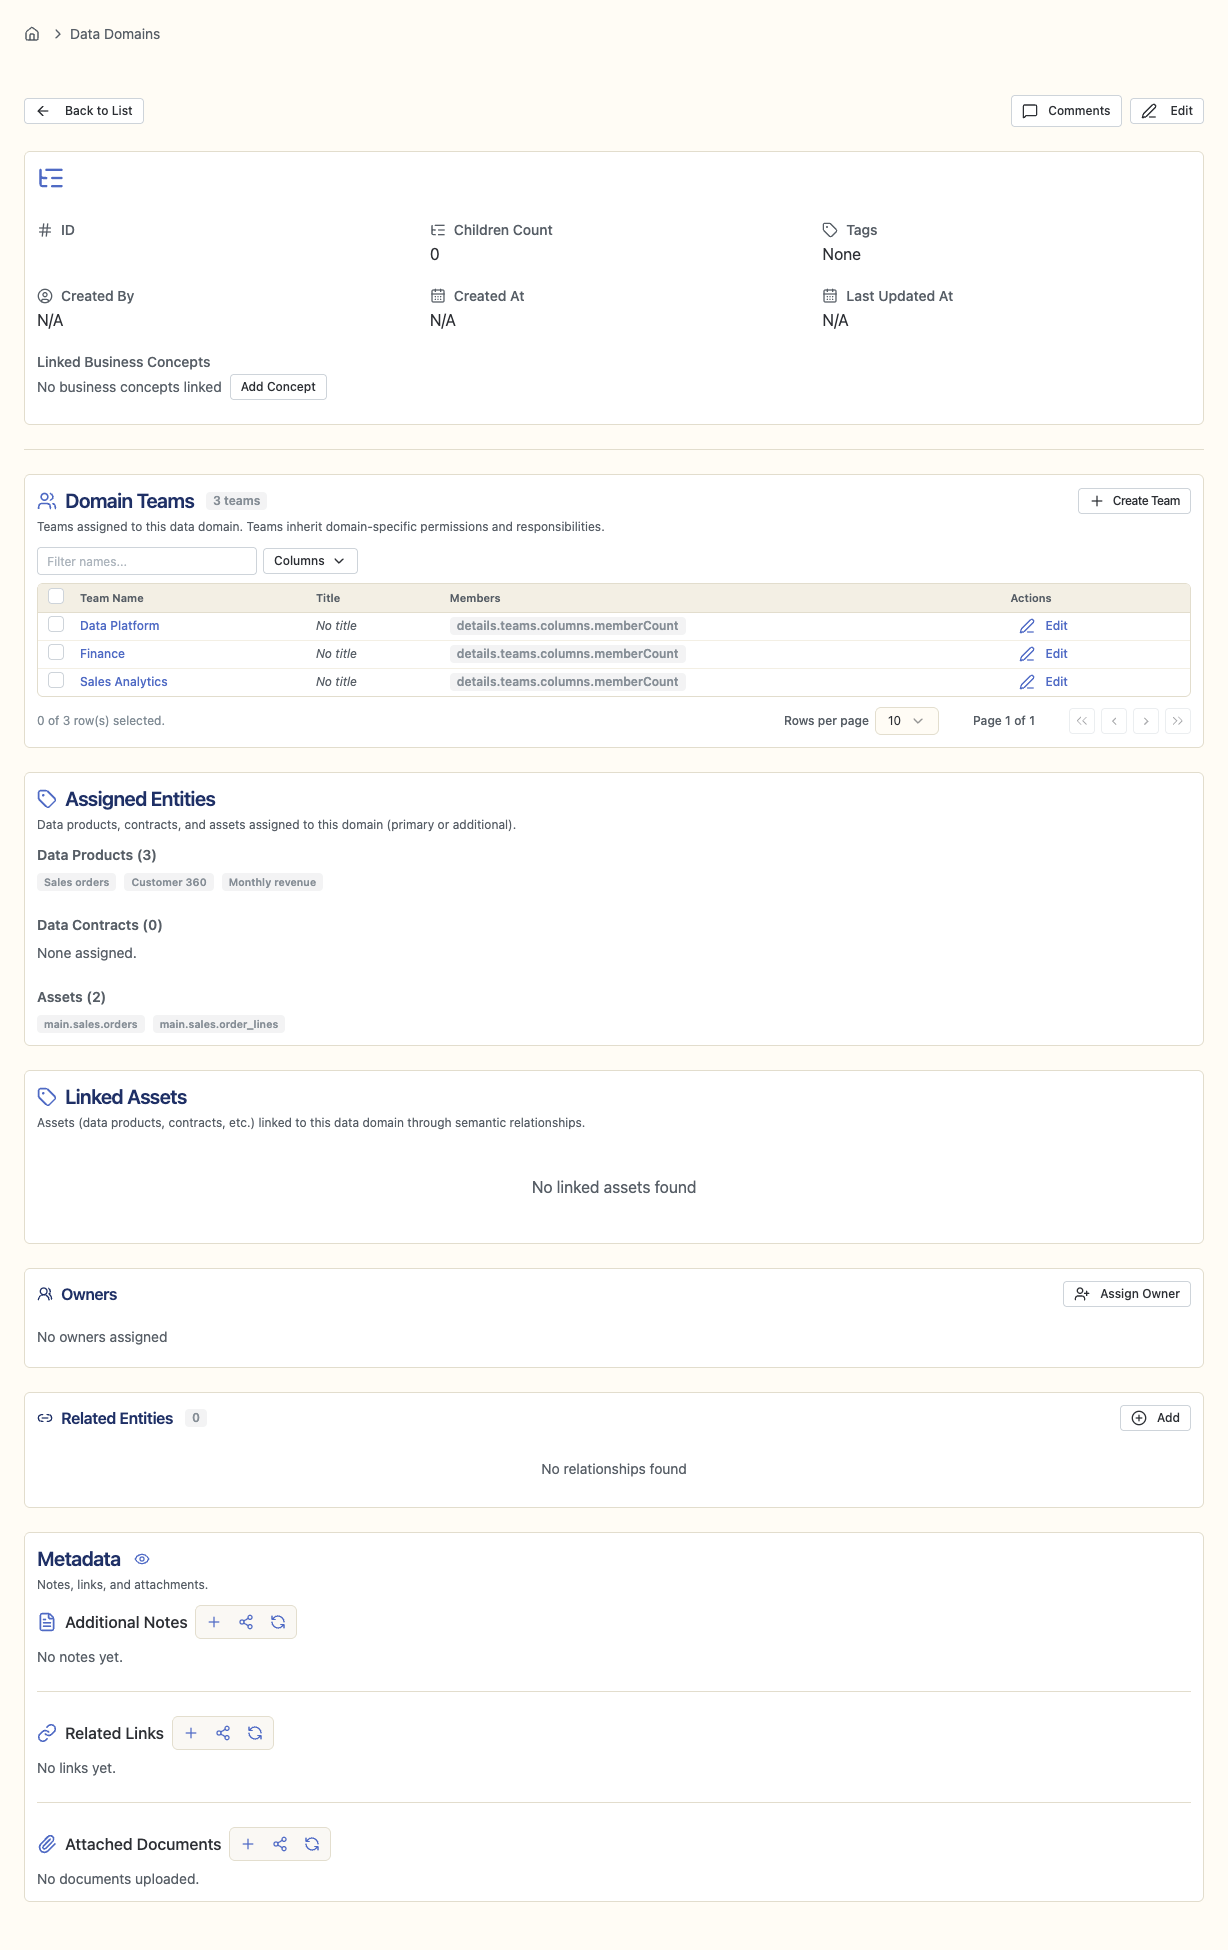 Data Domains
Back to List
Comments
Edit
ID
Children Count
0
Tags
None
Created By
N/A
Created At
N/A
Last Updated At
N/A
Linked Business Concepts
No business concepts linked
Add Concept
Domain Teams
3 teams
Create Team
Teams assigned to this data domain. Teams inherit domain-specific permissions and responsibilities.
Filter names...
Columns
Team Name Title Members Actions
Data Platform No title details.teams.columns.memberCount Edit
Finance No title details.teams.columns.memberCount Edit
Sales Analytics No title details.teams.columns.memberCount Edit
0 of 3 row(s) selected.
Rows per page 10
Page 1 of 1
Assigned Entities
Data products, contracts, and assets assigned to this domain (primary or additional).
Data Products (3)
Sales orders Customer 360 Monthly revenue
Data Contracts (0)
None assigned.
Assets (2)
main.sales.orders main.sales.order_lines
Linked Assets
Assets (data products, contracts, etc.) linked to this data domain through semantic relationships.
No linked assets found
Owners
Assign Owner
No owners assigned
Related Entities 0
Add
No relationships found
Metadata
Notes, links, and attachments.
Additional Notes
No notes yet.
Related Links
No links yet.
Attached Documents
No documents uploaded.